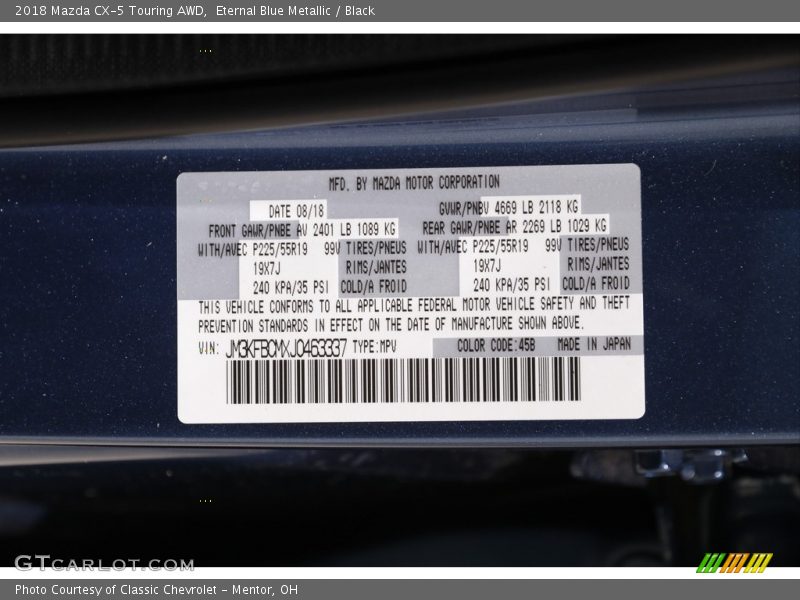 2018 Mazda CX-5 Touring AWD, Eternal Blue Metallic / Black
MFD. BY MAZDA MOTOR CORPORATION
DATE 08/18 GVWR/PNBV 4669 LB 2118 KG
FRONT GAWR/PNBE AV 2401 LB 1089 KG REAR GAWR/PNBE AR 2269 LB 1029 KG
WITH/AVEC P225/55R19 99V TIRES/PNEUS WITH/AVEC P225/55R19 99V TIRES/PNEUS
19X7J RIMS/JANTES 19X7J RIMS/JANTES
240 KPA/35 PSI COLD/A FROID 240 KPA/35 PSI COLD/A FROID
THIS VEHICLE CONFORMS TO ALL APPLICABLE FEDERAL MOTOR VEHICLE SAFETY AND THEFT
PREVENTION STANDARDS IN EFFECT ON THE DATE OF MANUFACTURE SHOWN ABOVE.
VIN: JM3KFBCMXJ0463337 TYPE:MPV COLOR CODE:45B MADE IN JAPAN
GTCARLOT.COM
Photo Courtesy of Classic Chevrolet - Mentor, OH